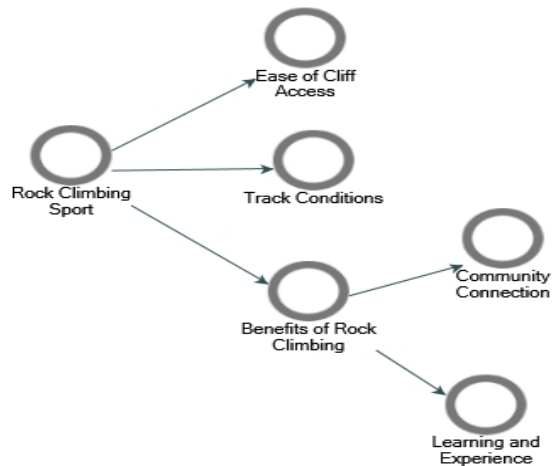 Ease of Cliff
Access
Rock Climbing
Sport
Track Conditions
Community
Connection
Benefits of Rock
Climbing
Learning and
Experience